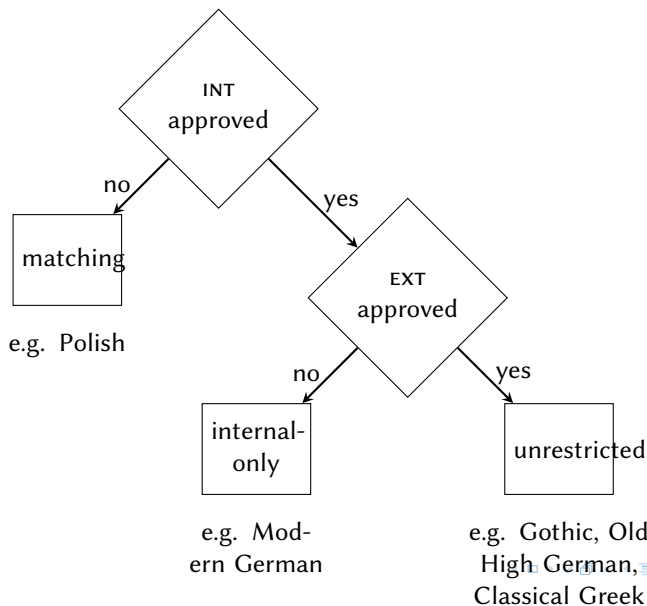 INT
approved
no
yes
matching
EXT
approved
e.g. Polish
no
yes
internal-
only
unrestricted
e.g. Mod-
ern German
e.g. Gothic, Old
High German,
Classical Greek